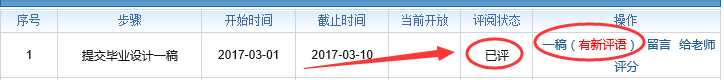 序号 步骤 开始时间 截止时间 当前开放 评阅状态 操作
1 提交毕业设计一稿 2017-03-01 2017-03-10 已评 一稿（有新评语） 留言 给老师
评分